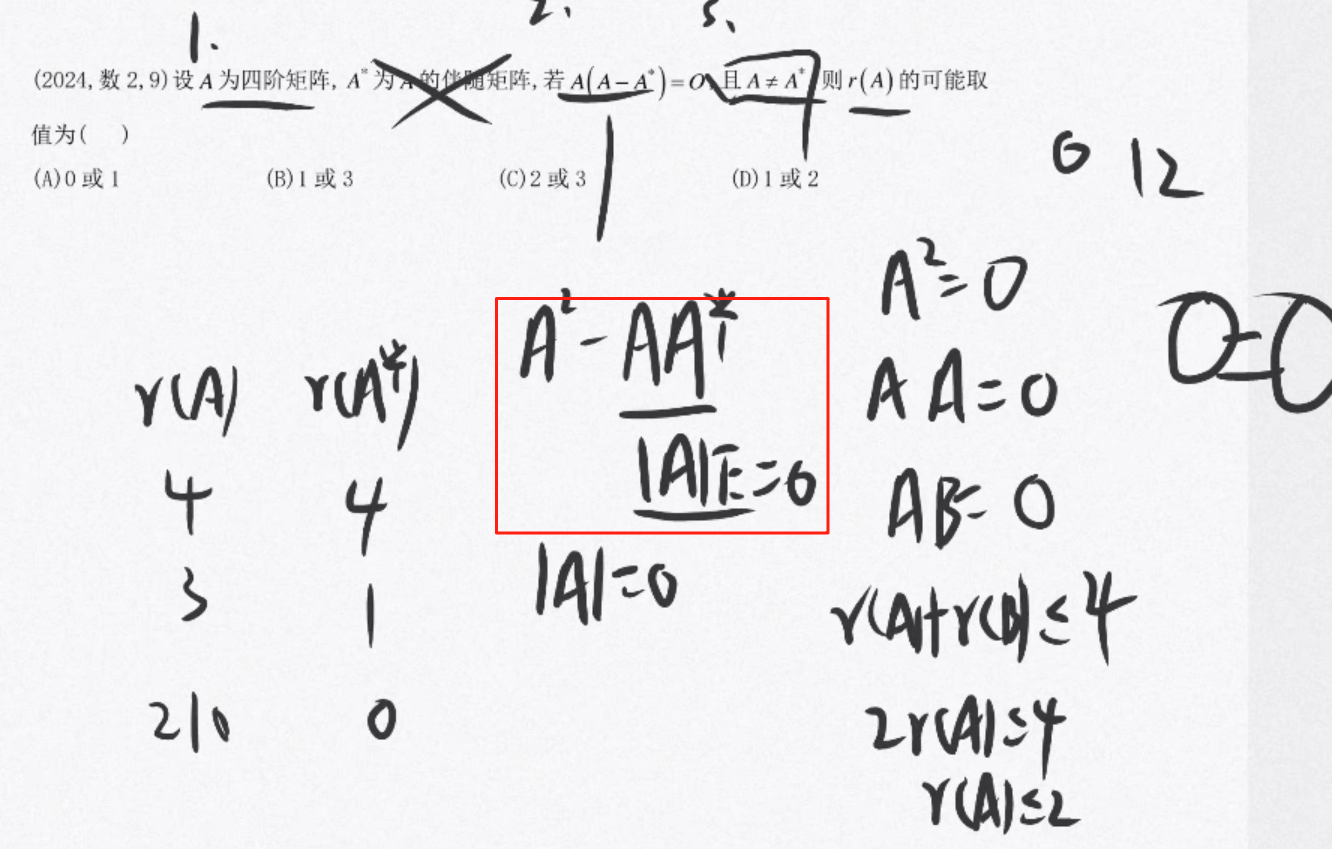 1.
2.
3.
(2024,数2,9)设 A 为四阶矩阵, A* 为 A 的伴随矩阵,若 A(A-A*)=O,且 A≠A*,则 r(A) 的可能取
值为( )
(A)0 或 1 (B)1 或 3 (C)2 或 3 (D)1 或 2
0 1 2
A²=0
A²-AA*
0=0
r(A) r(A*)
AA=0
|A|E=0
4 4
AB=0
|A|=0
3 1
r(A)+r(B)≤4
2 1 0 0
2r(A)≤4
r(A)≤2